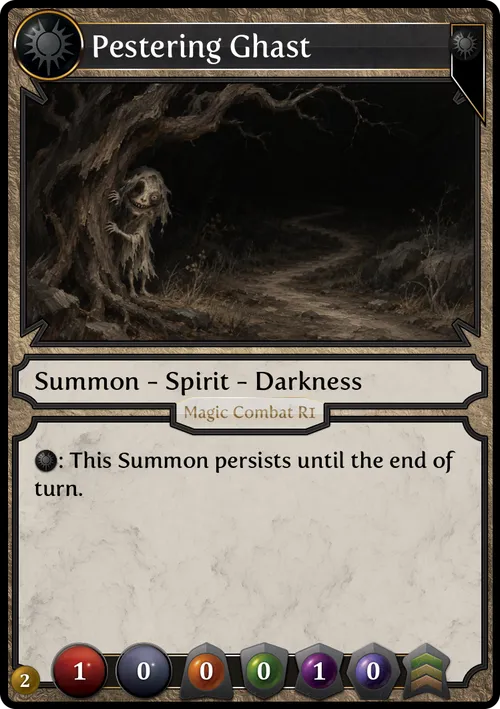 Pestering Ghast
Summon - Spirit - Darkness
Magic Combat R1
: This Summon persists until the end of
turn.
2 1* 0* 0 0 1 0